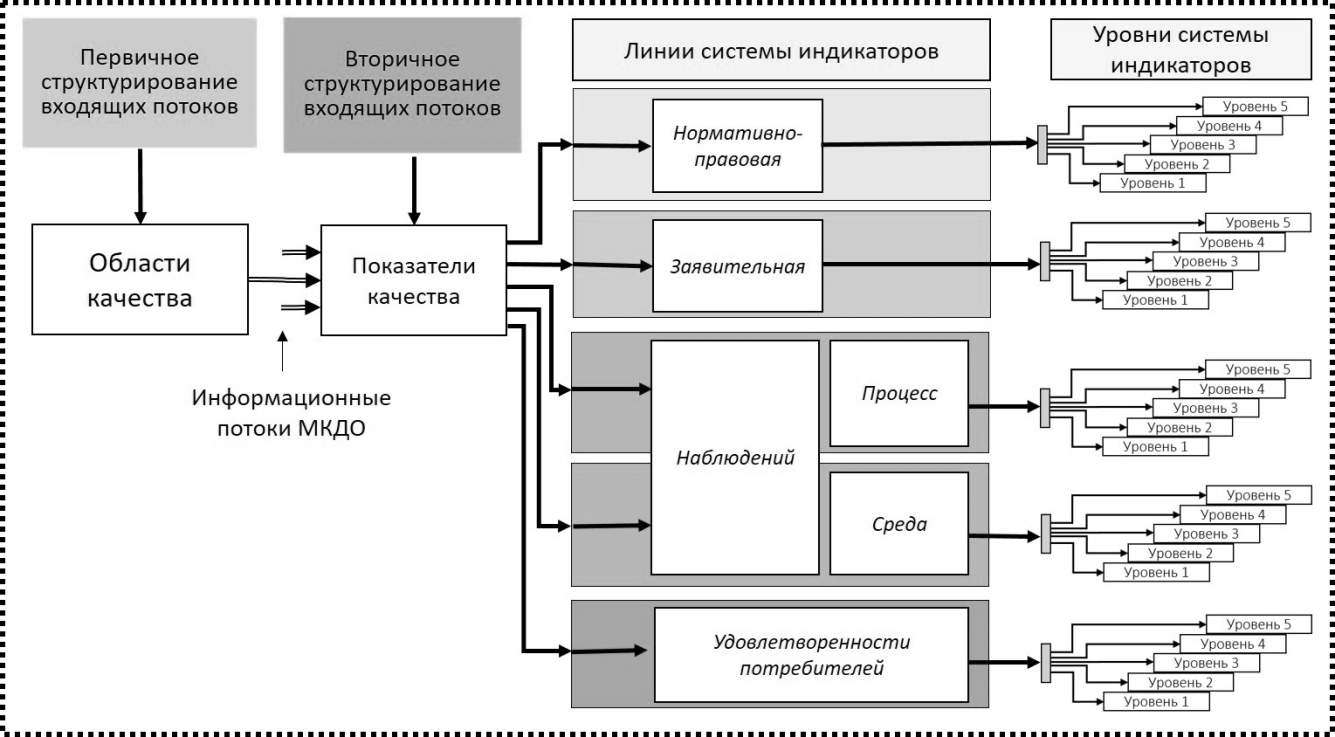 Первичное
структурирование
входящих потоков
Вторичное
структурирование
входящих потоков
Линии системы индикаторов
Уровни системы
индикаторов
Области
качества
Показатели
качества
Информационные
потоки МКДО
Нормативно-
правовая
Уровень 5
Уровень 4
Уровень 3
Уровень 2
Уровень 1
Заявительная
Уровень 5
Уровень 4
Уровень 3
Уровень 2
Уровень 1
Наблюдений
Процесс
Уровень 5
Уровень 4
Уровень 3
Уровень 2
Уровень 1
Среда
Уровень 5
Уровень 4
Уровень 3
Уровень 2
Уровень 1
Удовлетворенности
потребителей
Уровень 5
Уровень 4
Уровень 3
Уровень 2
Уровень 1